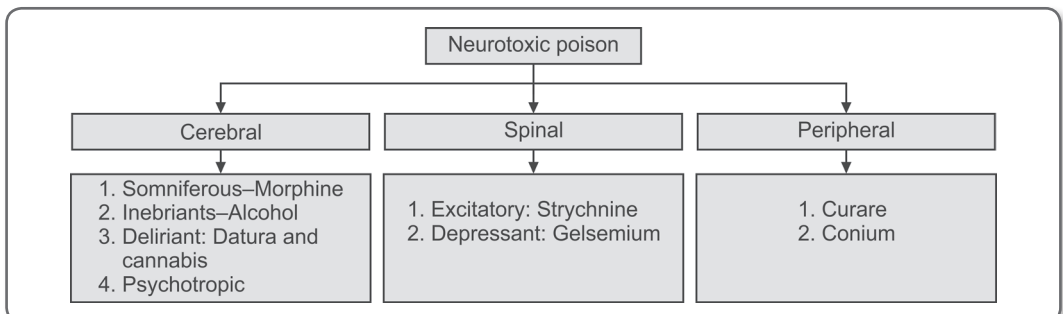 Neurotoxic poison
Cerebral
Spinal
Peripheral
1. Somniferous–Morphine
2. Inebriants–Alcohol
3. Deliriant: Datura and
cannabis
4. Psychotropic
1. Excitatory: Strychnine
2. Depressant: Gelsemium
1. Curare
2. Conium